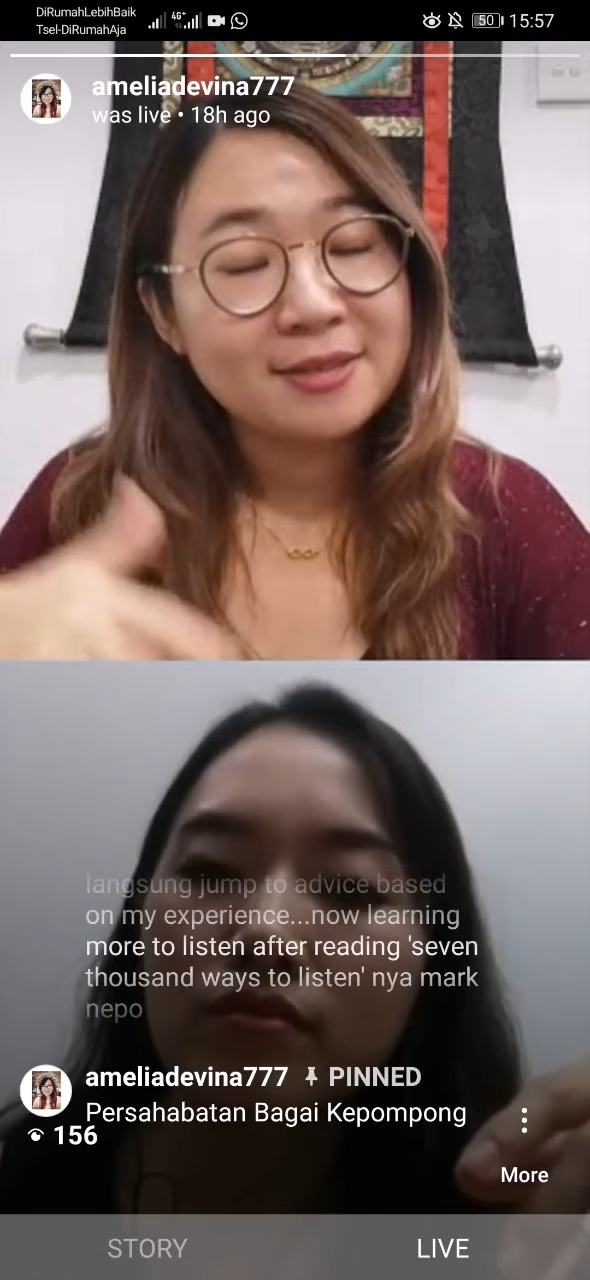 DiRumahLebihBaik
Tsel-DiRumahAja
4G+
50
15:57
ameliadevina777
was live • 18h ago
langsung jump to advice based
on my experience...now learning
more to listen after reading 'seven
thousand ways to listen' nya mark
nepo
ameliadevina777 PINNED
Persahabatan Bagai Kepompong
156
More
STORY
LIVE